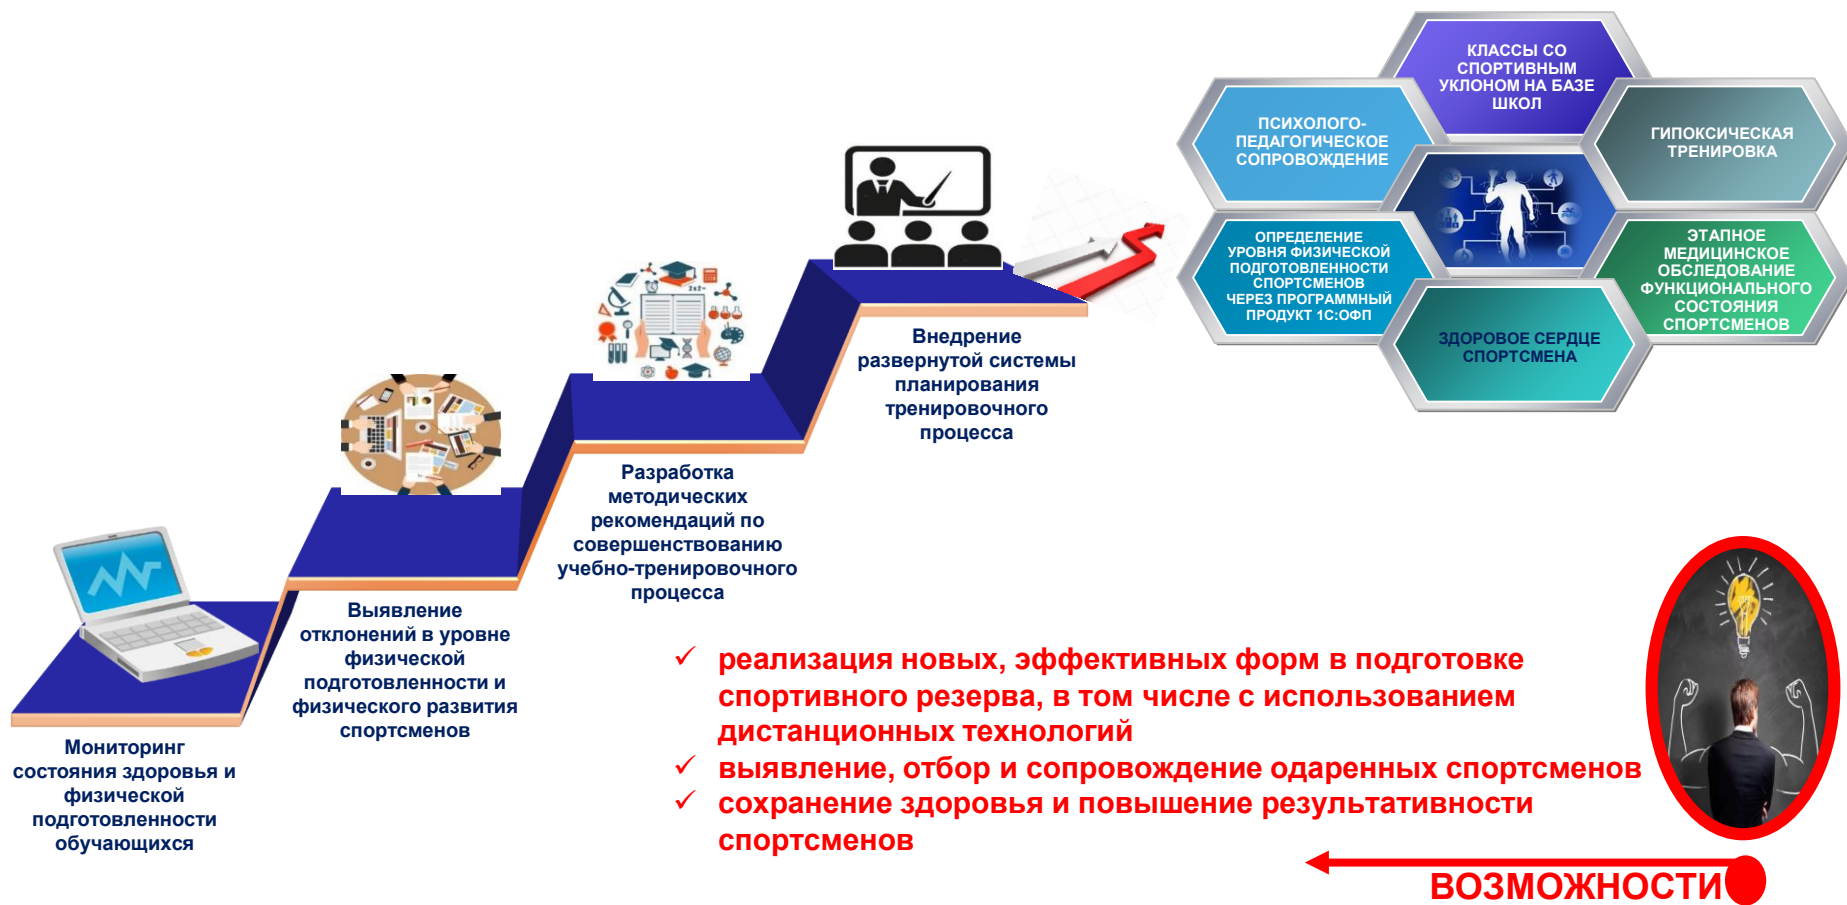 КЛАССЫ СО
СПОРТИВНЫМ
УКЛОНОМ НА БАЗЕ
ШКОЛ
ПСИХОЛОГО-
ПЕДАГОГИЧЕСКОЕ
СОПРОВОЖДЕНИЕ
ГИПОКСИЧЕСКАЯ
ТРЕНИРОВКА
ОПРЕДЕЛЕНИЕ
УРОВНЯ ФИЗИЧЕСКОЙ
ПОДГОТОВЛЕННОСТИ
СПОРТСМЕНОВ
ЧЕРЕЗ ПРОГРАММНЫЙ
ПРОДУКТ 1С:ОФП
ЭТАПНОЕ
МЕДИЦИНСКОЕ
ОБСЛЕДОВАНИЕ
ФУНКЦИОНАЛЬНОГО
СОСТОЯНИЯ
СПОРТСМЕНОВ
ЗДОРОВОЕ СЕРДЦЕ
СПОРТСМЕНА
Внедрение
развернутой системы
планирования
тренировочного
процесса
Разработка
методических
рекомендаций по
совершенствованию
учебно-тренировочного
процесса
Выявление
отклонений в уровне
физической
подготовленности и
физического развития
спортсменов
Мониторинг
состояния здоровья и
физической
подготовленности
обучающихся
✓ реализация новых, эффективных форм в подготовке
спортивного резерва, в том числе с использованием
дистанционных технологий
✓ выявление, отбор и сопровождение одаренных спортсменов
✓ сохранение здоровья и повышение результативности
спортсменов
ВОЗМОЖНОСТИ